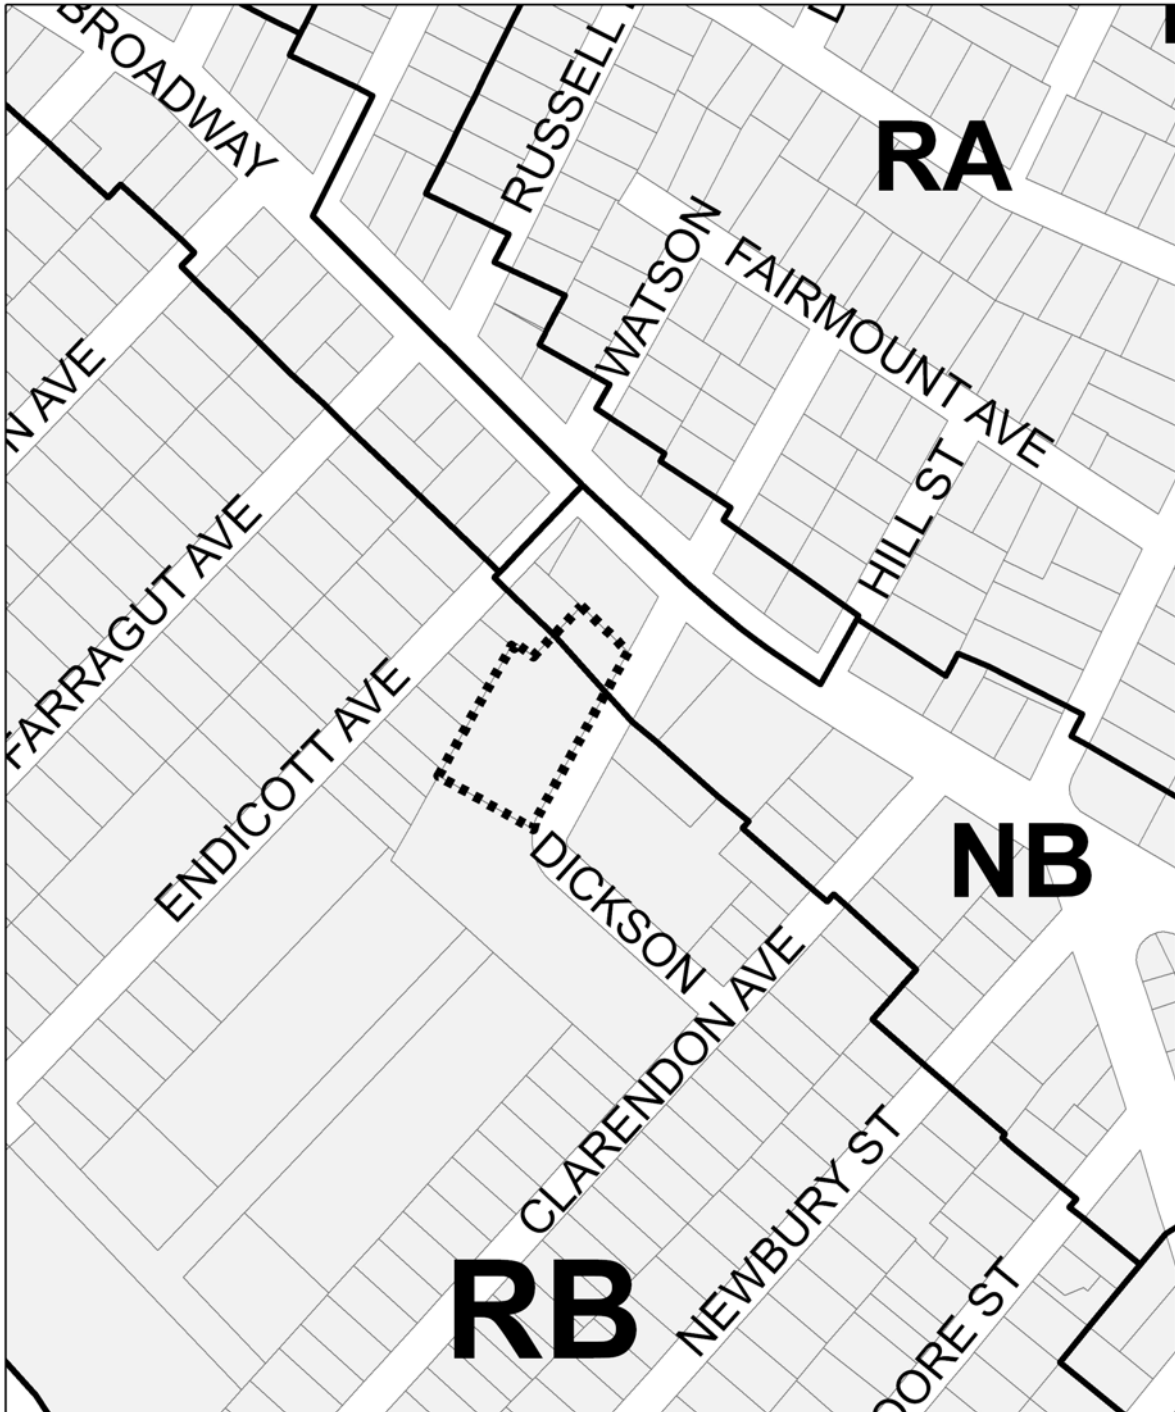 BROADWAY
RUSSELL
RA
WATSON
FAIRMOUNT AVE
N AVE
HILL ST
FARRAGUT AVE
ENDICOTT AVE
NB
DICKSON
CLARENDON AVE
NEWBURY ST
RB
OORE ST